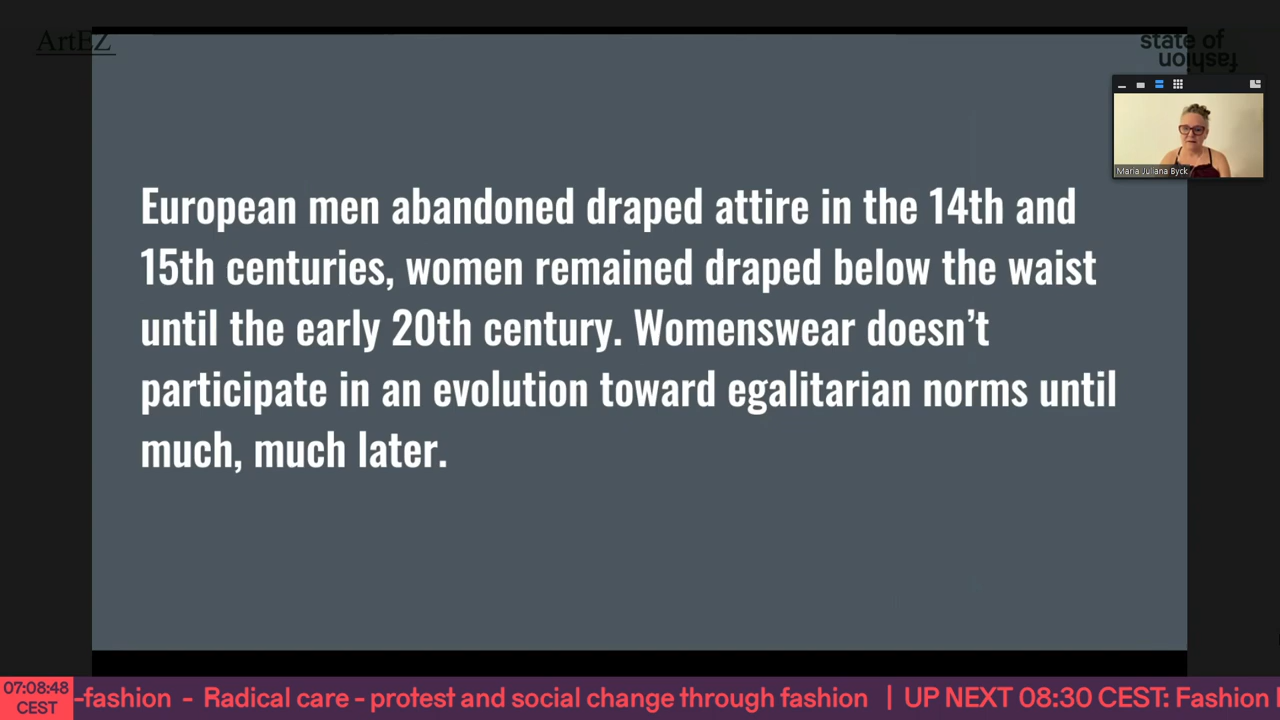 ArtEZ
state of
fashion
Maria Juliana Byck
European men abandoned draped attire in the 14th and
15th centuries, women remained draped below the waist
until the early 20th century. Womenswear doesn’t
participate in an evolution toward egalitarian norms until
much, much later.
07:08:48
CEST
-fashion - Radical care - protest and social change through fashion | UP NEXT 08:30 CEST: Fashion